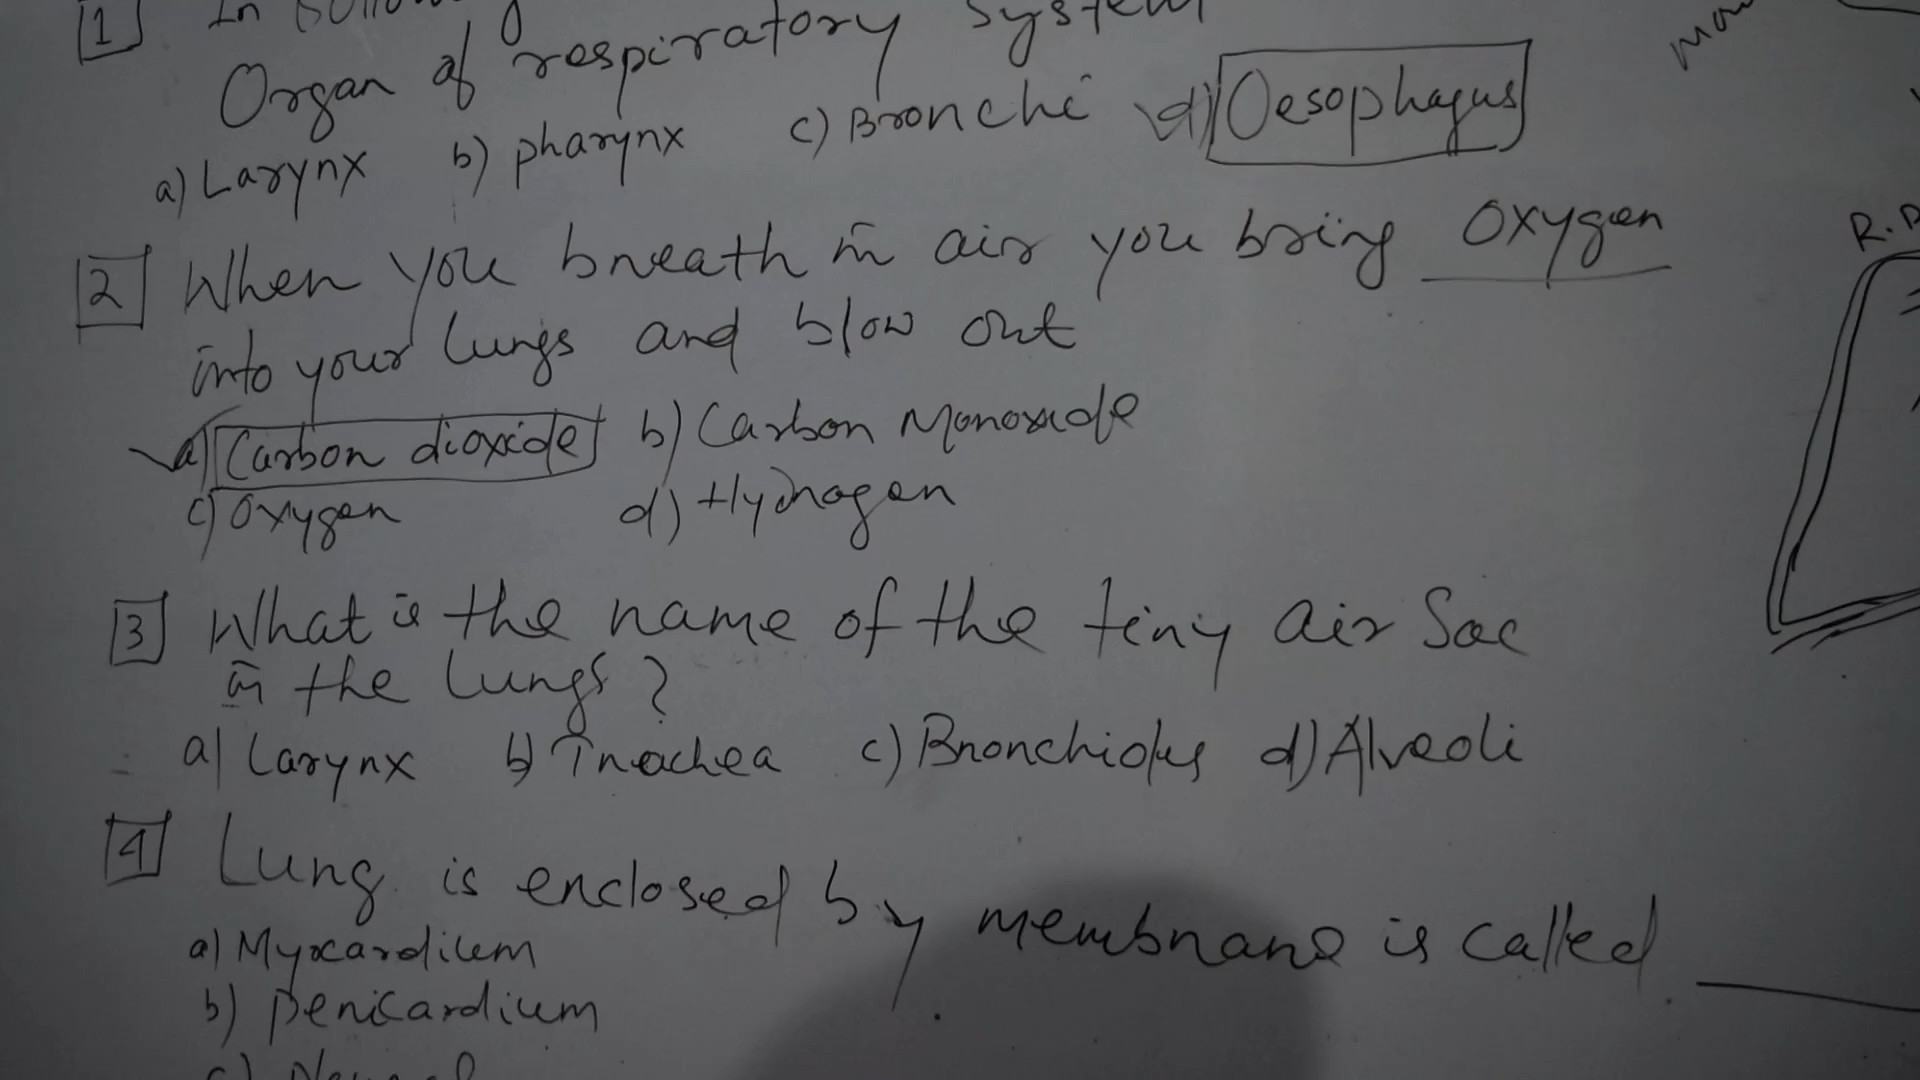 1 In
Organ of respiratory system
a) Larynx b) pharynx c) Bronchi d) Oesophagus
2 When you breath in air you bring Oxygen
into your lungs and blow out
a) Carbon dioxide b) Carbon Monoxide
c) Oxygen d) Hydrogen
3 What is the name of the tiny air Sac
in the lungs?
a) Larynx b) Trachea c) Bronchioles d) Alveoli
4 Lung is enclosed by membrane is called
a) Myocardium
b) pericardium
c)
R.